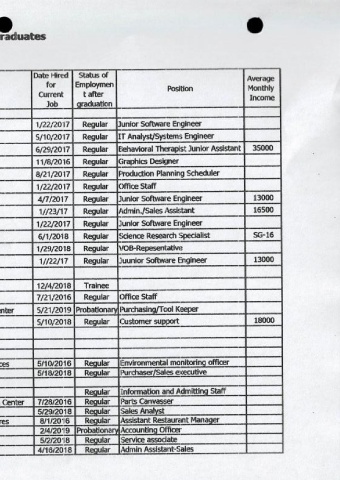 raduates
Date Hired for Current Job Status of Employmen t after graduation Position Average Monthly Income
1/22/2017 Regular Junior Software Engineer
5/10/2017 Regular IT Analyst/Systems Engineer
6/29/2017 Regular Behavioral Therapist Junior Assistant 35000
11/8/2016 Regular Graphics Designer
8/21/2017 Regular Production Planning Scheduler
1/22/2017 Regular Office Staff
4/7/2017 Regular Junior Software Engineer 13000
1//23/17 Regular Admin./Sales Assistant 16500
1/22/2017 Regular Junior Software Engineer
6/1/2018 Regular Science Research Specialist SG-16
1/29/2018 Regular VOB-Repesentative
1//22/17 Regular Juunior Software Engineer 13000
12/4/2018 Trainee
7/21/2016 Regular Office Staff
nter 5/21/2019 Probationary Purchasing/Tool Keeper
5/10/2018 Regular Customer support 18000
ces 5/10/2016 Regular Environmental monitoring officer
5/18/2018 Regular Purchaser/Sales executive
Regular Information and Admitting Staff
Center 7/28/2016 Regular Parts Canvasser
5/29/2018 Regular Sales Analyst
res 8/1/2016 Regular Assistant Restaurant Manager
2/4/2019 Probationary Accounting Officer
5/2/2018 Regular Service associate
4/16/2018 Regular Admin Assistant-Sales